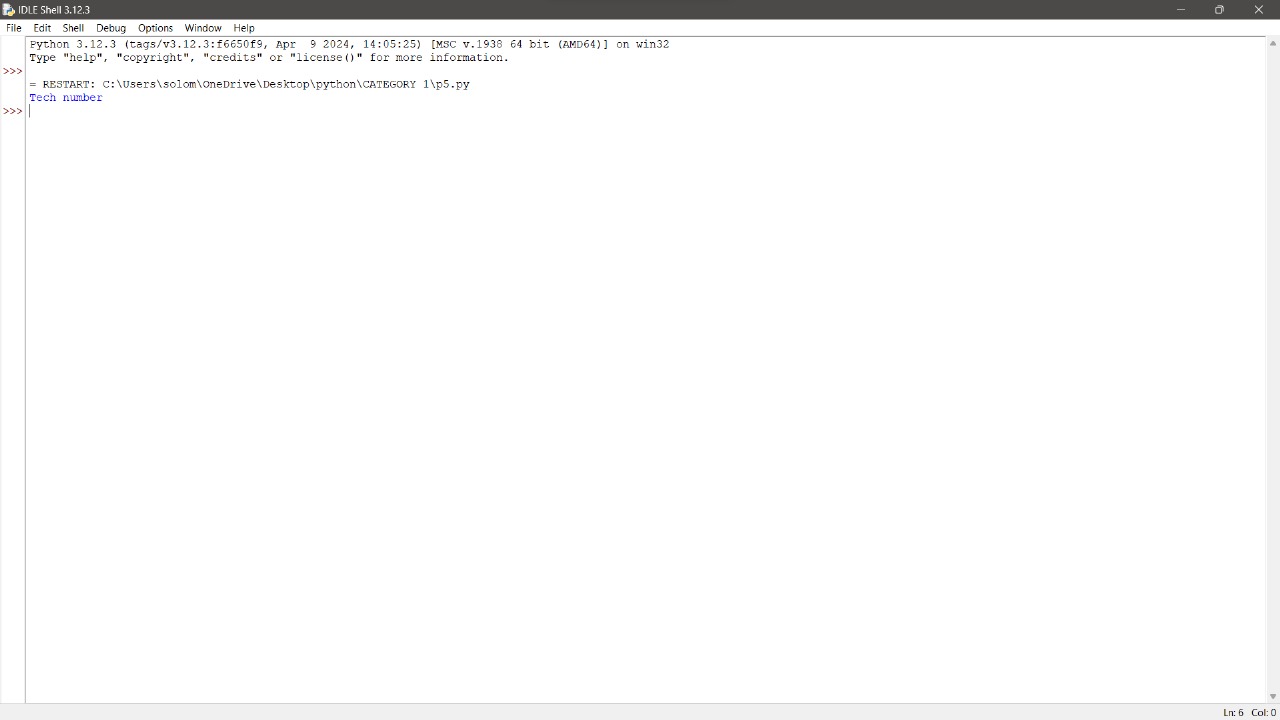 IDLE Shell 3.12.3
File Edit Shell Debug Options Window Help
Python 3.12.3 (tags/v3.12.3:f6650f9, Apr  9 2024, 14:05:25) [MSC v.1938 64 bit (AMD64)] on win32
Type "help", "copyright", "credits" or "license()" for more information.
>>>
= RESTART: C:\Users\solom\OneDrive\Desktop\python\CATEGORY 1\p5.py
Tech number
>>>
Ln: 6 Col: 0